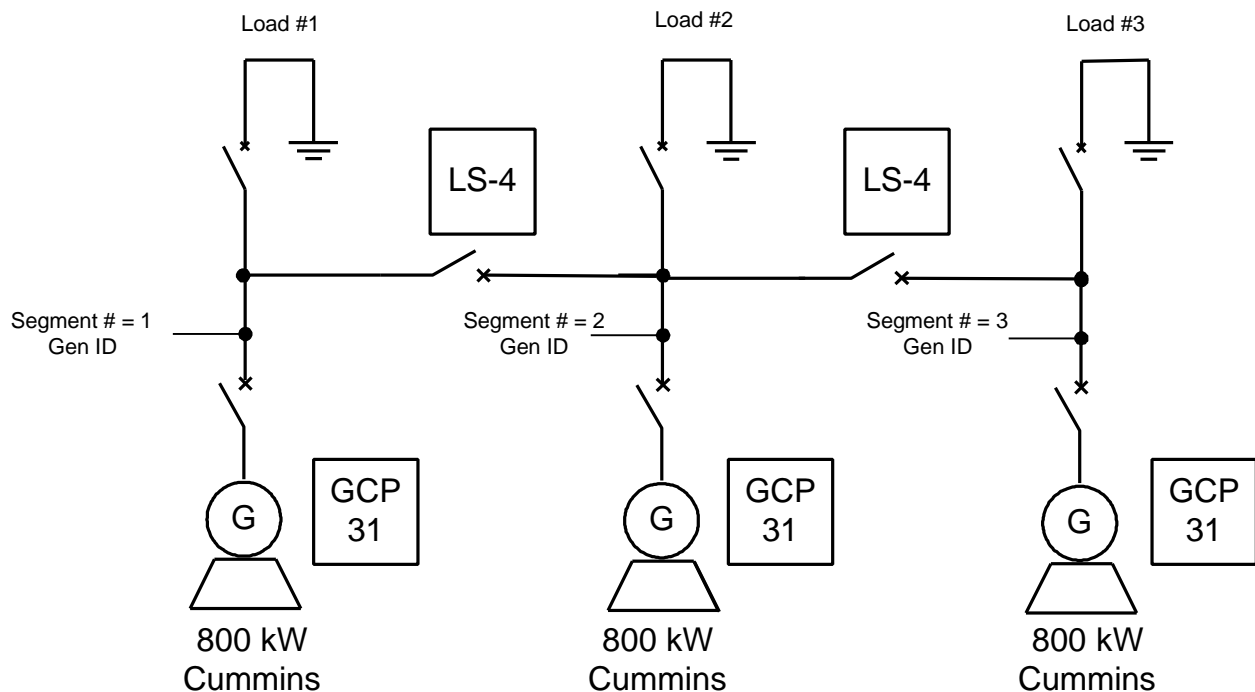 Load #1
Load #2
Load #3
LS-4
LS-4
Segment # = 1
Gen ID
Segment # = 2
Gen ID
Segment # = 3
Gen ID
G
GCP
31
G
GCP
31
G
GCP
31
800 kW
Cummins
800 kW
Cummins
800 kW
Cummins